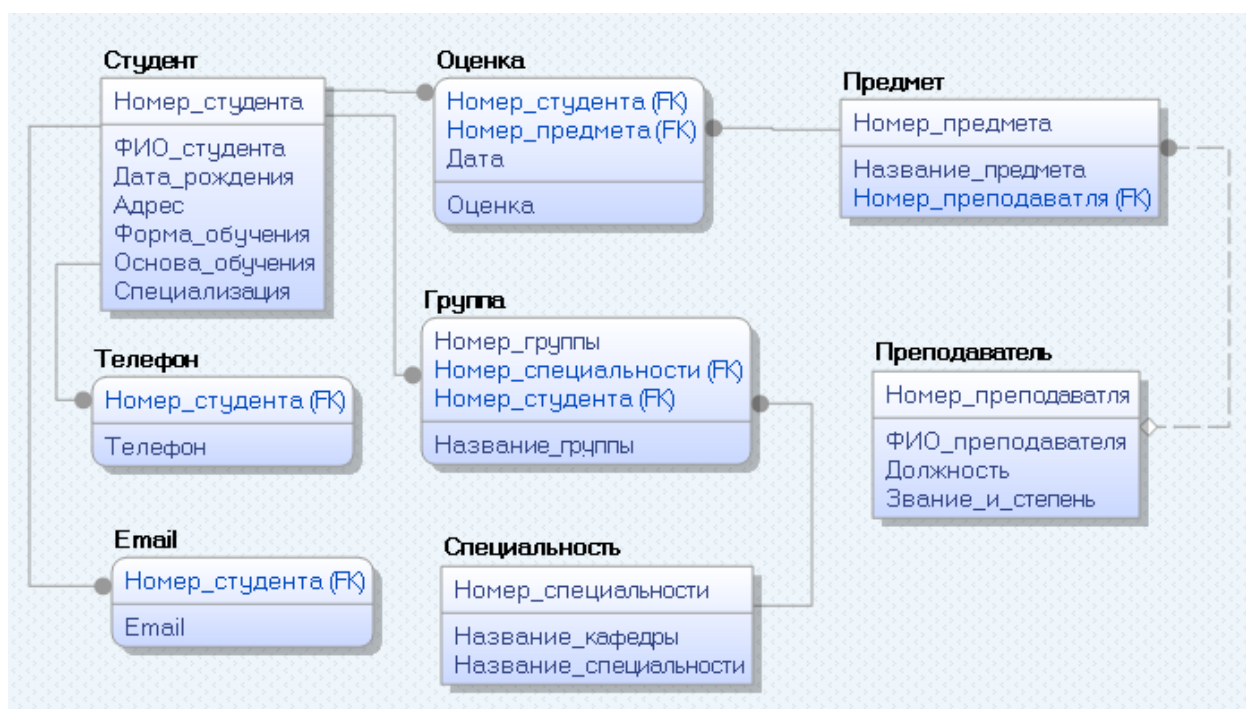 Студент
Номер_студента
ФИО_студента
Дата_рождения
Адрес
Форма_обучения
Основа_обучения
Специализация
Оценка
Номер_студента (FK)
Номер_предмета (FK)
Дата
Оценка
Предмет
Номер_предмета
Название_предмета
Номер_преподаватля (FK)
Группа
Номер_группы
Номер_специальности (FK)
Номер_студента (FK)
Название_группы
Телефон
Номер_студента (FK)
Телефон
Преподаватель
Номер_преподаватля
ФИО_преподавателя
Должность
Звание_и_степень
Email
Номер_студента (FK)
Email
Специальность
Номер_специальности
Название_кафедры
Название_специальности